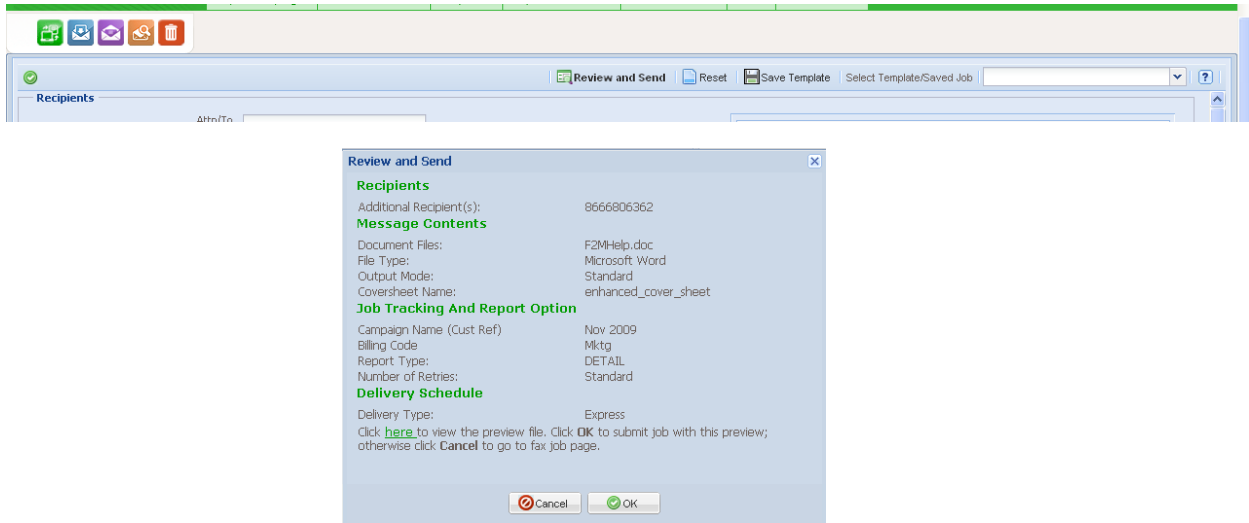 Review and Send Reset Save Template Select Template/Saved Job ?
Recipients
Attn/To
Review and Send
Recipients
Additional Recipient(s): 8666806362
Message Contents
Document Files: F2MHelp.doc
File Type: Microsoft Word
Output Mode: Standard
Coversheet Name: enhanced_cover_sheet
Job Tracking And Report Option
Campaign Name (Cust Ref) Nov 2009
Billing Code Mktg
Report Type: DETAIL
Number of Retries: Standard
Delivery Schedule
Delivery Type: Express
Click here to view the preview file. Click OK to submit job with this preview;
otherwise click Cancel to go to fax job page.
Cancel OK